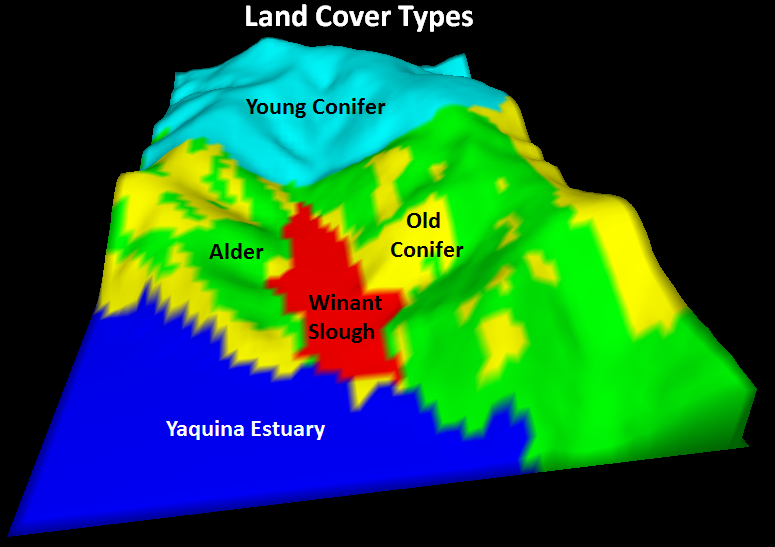 Land Cover Types
Young Conifer
Old
Conifer
Alder
Winant
Slough
Yaquina Estuary